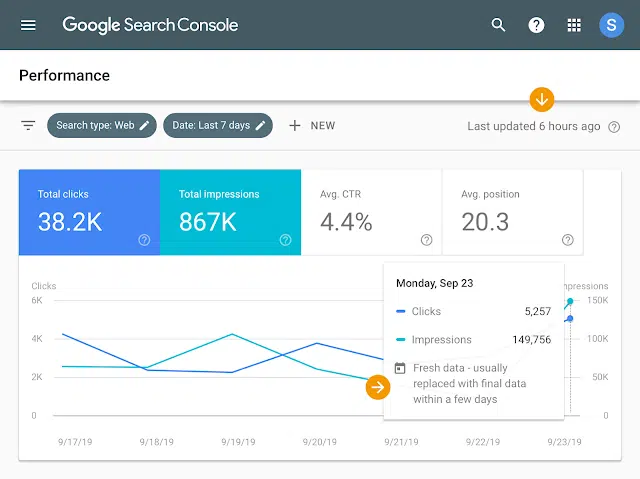 Google Search Console
S
Performance
Search type: Web
Date: Last 7 days
NEW
Last updated 6 hours ago
Total clicks
38.2K
Total impressions
867K
Avg. CTR
4.4%
Avg. position
20.3
Clicks
mpressions
6K
4K
2K
0
150K
100K
50K
0
Monday, Sep 23
Clicks 5,257
Impressions 149,756
Fresh data - usually
replaced with final data
within a few days
9/17/19 9/18/19 9/19/19 9/20/19 9/21/19 9/22/19 9/23/19